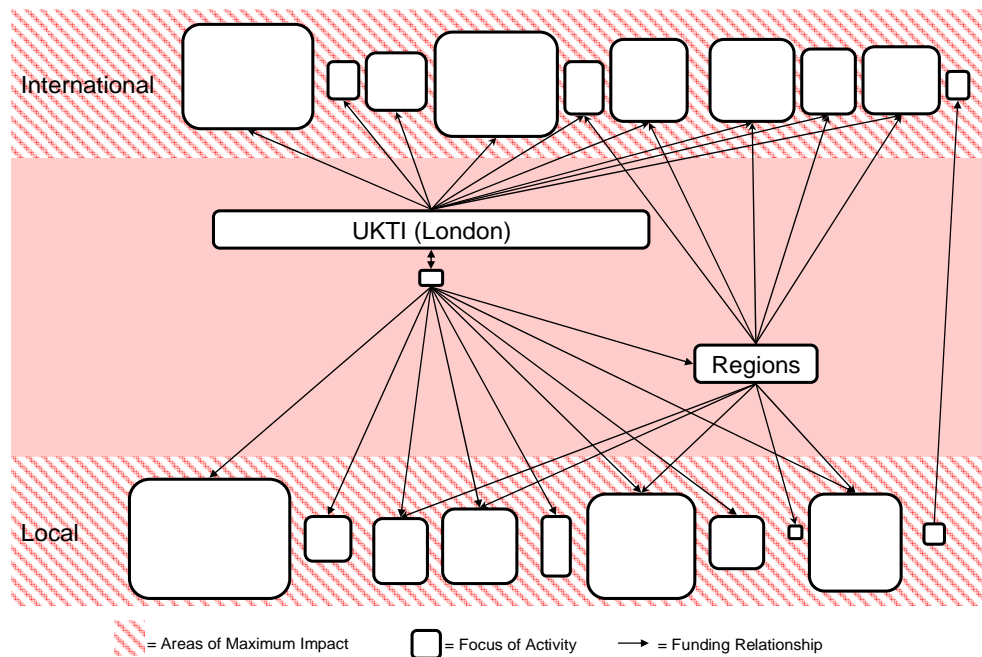 International
UKTI (London)
Regions
Local
= Areas of Maximum Impact
= Focus of Activity
= Funding Relationship